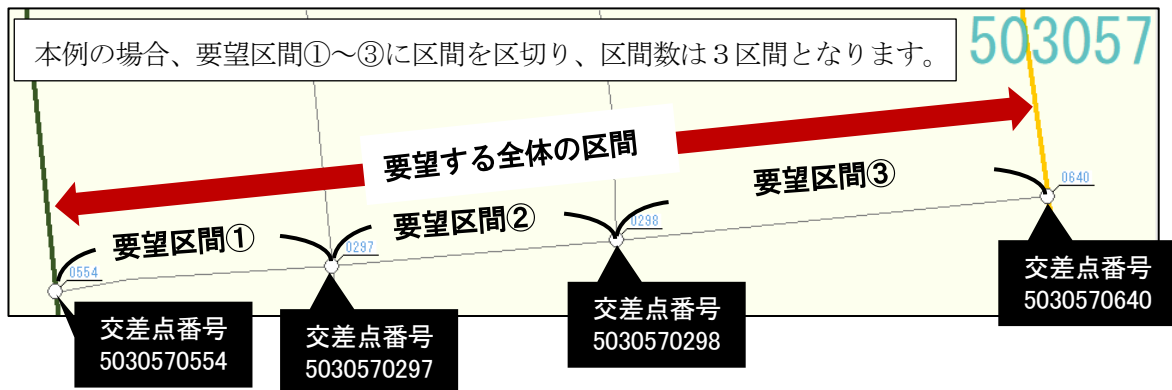 本例の場合、要望区間①~③に区間を区切り、区間数は3区間となります。
503057
要望する全体の区間
要望区間①
要望区間②
要望区間③
0554
0297
0298
0640
交差点番号
5030570554
交差点番号
5030570297
交差点番号
5030570298
交差点番号
5030570640